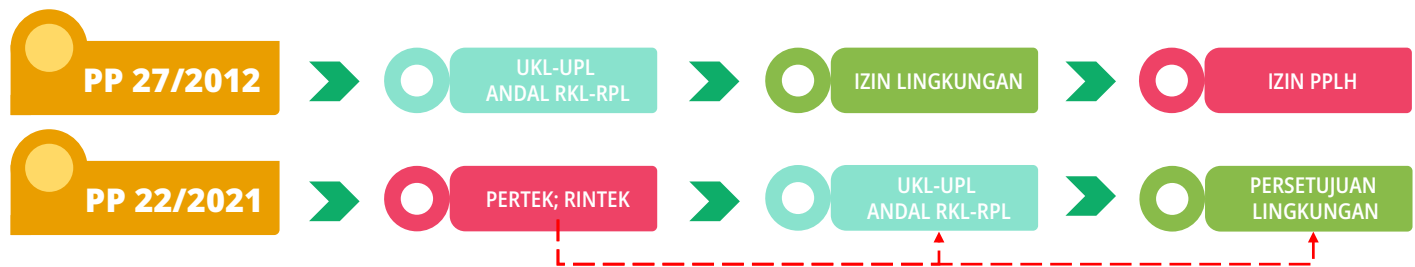 PP 27/2012
UKL-UPL
ANDAL RKL-RPL
IZIN LINGKUNGAN
IZIN PPLH
PP 22/2021
PERTEK; RINTEK
UKL-UPL
ANDAL RKL-RPL
PERSETUJUAN
LINGKUNGAN